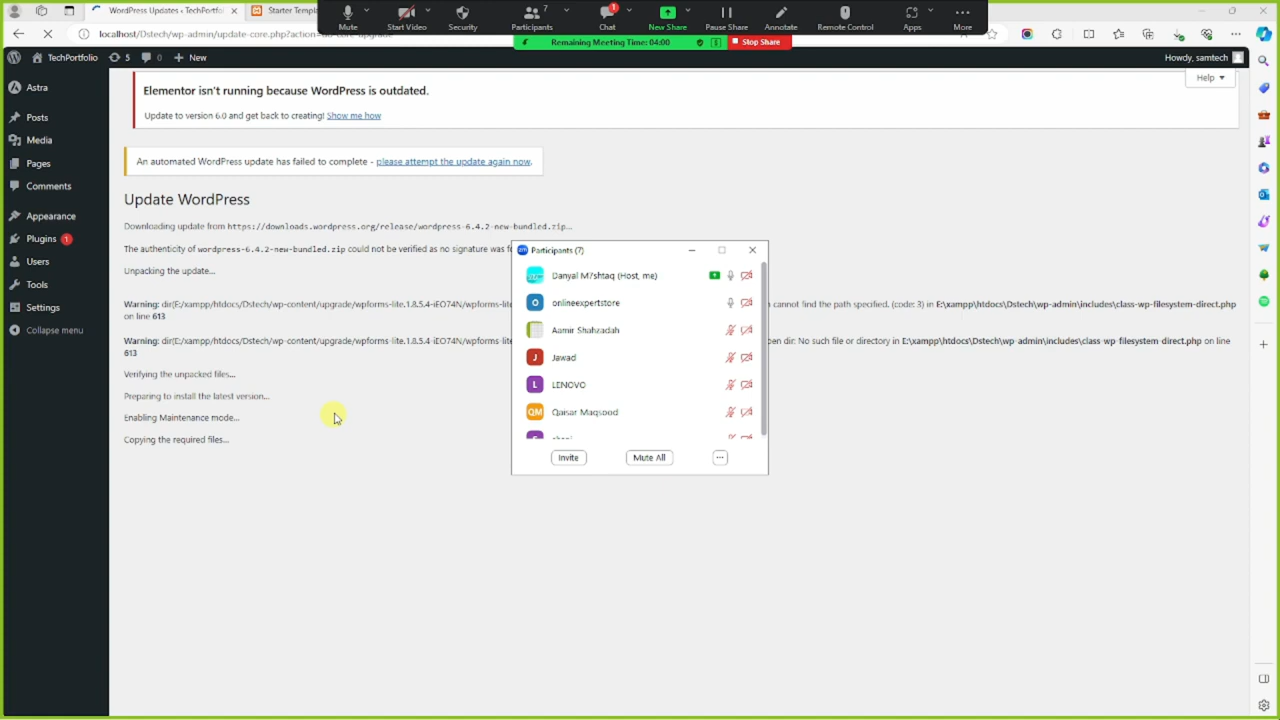 WordPress Updates ‹ TechPortfo
Starter Templ
Mute
Start Video
Security
7
Participants
1
Chat
New Share
Pause Share
Annotate
Remote Control
Apps
More
Remaining Meeting Time: 04:00
Stop Share
localhost/Dstech/wp-admin/update-core.php?action=
TechPortfolio
5
0
New
Howdy, samtech
Help
Astra
Posts
Media
Pages
Comments
Appearance
Plugins 1
Users
Tools
Settings
Collapse menu
Elementor isn't running because WordPress is outdated.
Update to version 6.0 and get back to creating! Show me how
An automated WordPress update has failed to complete - please attempt the update again now.
Update WordPress
Downloading update from https://downloads.wordpress.org/release/wordpress-6.4.2-new-bundled.zip…
The authenticity of wordpress-6.4.2-new-bundled.zip could not be verified as no signature was
Unpacking the update…
Warning: dir(E:/xampp/htdocs/Dstech/wp-content/upgrade/wpforms-lite.1.8.5.4-iEO74N/wpforms-lite cannot find the path specified. (code: 3) in E:\xampp\htdocs\Dstech\wp-admin\includes\class-wp-filesystem-direct.php
on line 613
Warning: dir(E:/xampp/htdocs/Dstech/wp-content/upgrade/wpforms-lite.1.8.5.4-iEO74N/wpforms-lite dir: No such file or directory in E:\xampp\htdocs\Dstech\wp-admin\includes\class-wp-filesystem-direct.php on line
613
Verifying the unpacked files…
Preparing to install the latest version…
Enabling Maintenance mode…
Copying the required files…
zm Participants (7)
Danyal M?shtaq (Host, me)
O onlineexpertstore
Aamir Shahzadah
J Jawad
L LENOVO
QM Qaisar Maqsood
Invite
Mute All